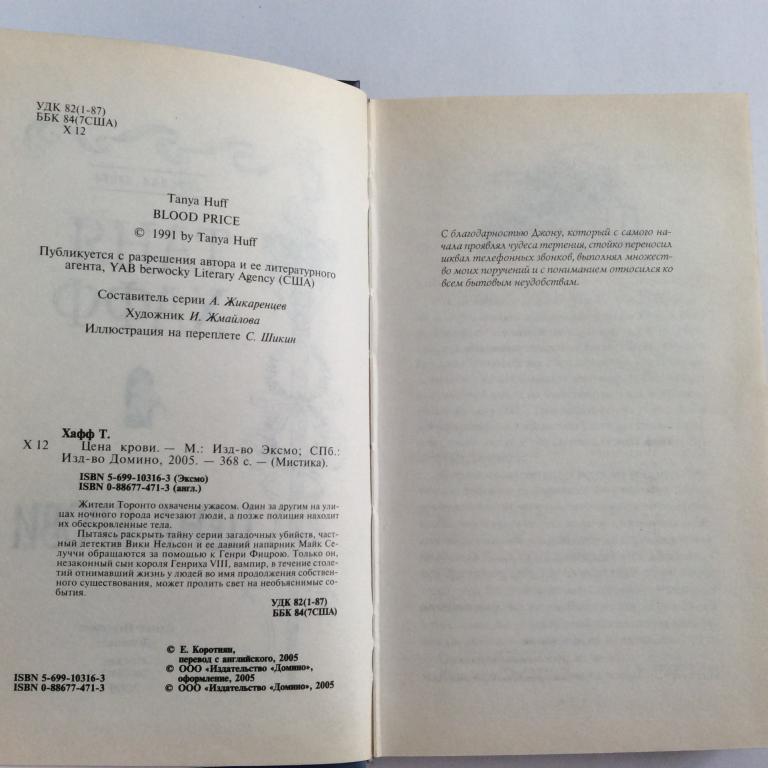 УДК 82(1-87)
ББК 84(7США)
Х 12
Tanya Huff
BLOOD PRICE
© 1991 by Tanya Huff
Публикуется с разрешения автора и ее литературного
агента, YAB berwocky Literary Agency (США)
Составитель серии А. Жикаренцев
Художник И. Жмайлова
Иллюстрация на переплете С. Шикин
Хафф Т.
Х 12 Цена крови. — М.: Изд-во Эксмо; СПб.:
Изд-во Домино, 2005. — 368 с. — (Мистика).
ISBN 5-699-10316-3 (Эксмо)
ISBN 0-88677-471-3 (англ.)
Жители Торонто охвачены ужасом. Один за другим на ули-
цах ночного города исчезают люди, а позже полиция находит
их обескровленные тела.
Пытаясь раскрыть тайну серии загадочных убийств, част-
ный детектив Вики Нельсон и ее давний напарник Майк Се-
луччи обращаются за помощью к Генри Фицрою. Только он,
незаконный сын короля Генриха VIII, вампир, в течение столе-
тий отнимавший жизнь у людей во имя продолжения собствен-
ного существования, может пролить свет на необъяснимые со-
бытия.
УДК 82(1-87)
ББК 84(7США)
© Е. Коротнян,
перевод с английского, 2005
© ООО «Издательство «Домино»,
оформление, 2005
ISBN 5-699-10316-3
ISBN 0-88677-471-3
© ООО «Издательство «Домино», 2005
С благодарностью Джону, который с самого на-
чала проявлял чудеса терпения, стойко переносил
шквал телефонных звонков, выполнял множест-
во моих поручений и с пониманием относился ко
всем бытовым неудобствам.